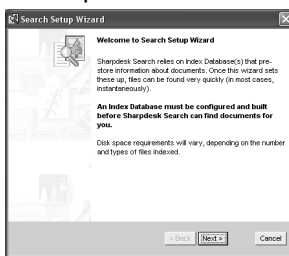 Search Setup Wizard
Welcome to Search Setup Wizard
Sharpdesk Search relies on Index Database(s) that pre-
store information about documents. Once this wizard sets
these up, files can be found very quickly (in most cases,
instantaneously).
An Index Database must be configured and built
before Sharpdesk Search can find documents for
you.
Disk space requirements will vary, depending on the number
and types of files indexed.
< Back Next > Cancel